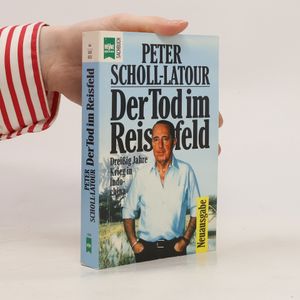 SACHBUCH
PETER
SCHOLL-LATOUR
Der Tod im
Reisfeld
Dreißig Jahre
Krieg in
Indo-
china
Neuausgabe
PETER
SCHOLL-LATOUR
Der Tod im Reisfeld